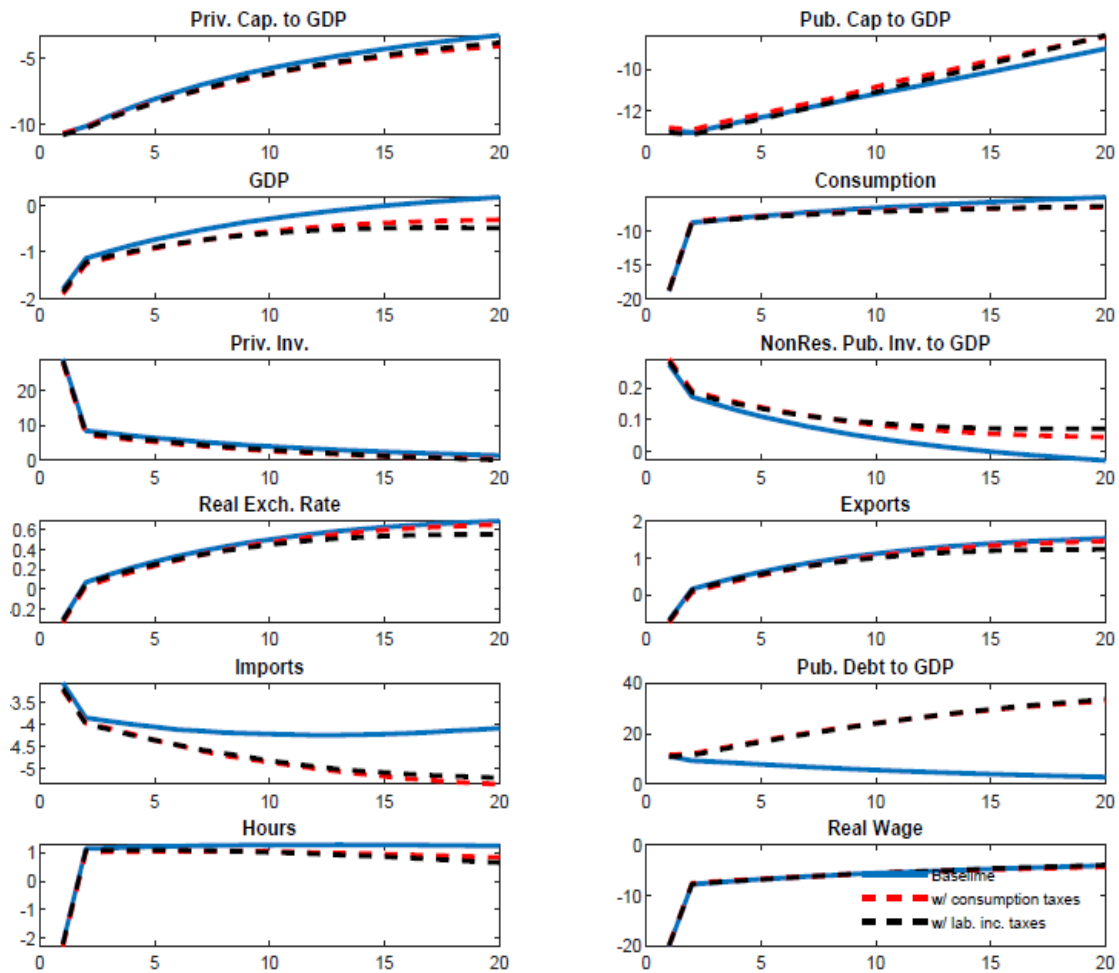 Priv. Cap. to GDP
-5
-10
0 5 10 15 20
Pub. Cap to GDP
-10
-12
0 5 10 15 20
GDP
0
-1
-2
0 5 10 15 20
Consumption
-10
-15
-20
0 5 10 15 20
Priv. Inv.
20
10
0
0 5 10 15 20
NonRes. Pub. Inv. to GDP
0.2
0.1
0
0 5 10 15 20
Real Exch. Rate
0.6
0.4
0.2
0
-0.2
0 5 10 15 20
Exports
2
1
0
0 5 10 15 20
Imports
-3.5
-4
-4.5
-5
0 5 10 15 20
Pub. Debt to GDP
40
20
0
0 5 10 15 20
Hours
1
0
-1
-2
0 5 10 15 20
Real Wage
0
-10
-20
0 5 10 15 20
Baseline
w/ consumption taxes
w/ lab. inc. taxes